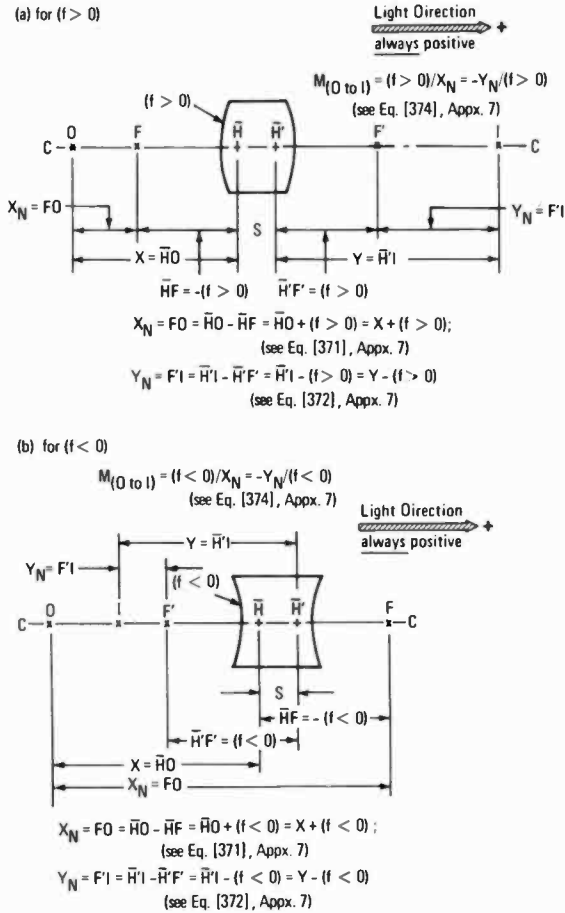 (a) for (f > 0)
Light Direction
+
always positive
M(O to I) = (f > 0)/XN = -YN/(f > 0)
(see Eq. [374], Appx. 7)
(f > 0)
C O F H̅ H̅' F' I C
XN = FO
S
YN = F'I
X = H̅O
Y = H̅'I
H̅F = -(f > 0)
H̅'F' = (f > 0)
XN = FO = H̅O - H̅F = H̅O + (f > 0) = X + (f > 0);
(see Eq. [371], Appx. 7)
YN = F'I = H̅'I - H̅'F' = H̅'I - (f > 0) = Y - (f > 0)
(see Eq. [372], Appx. 7)
(b) for (f < 0)
M(O to I) = (f < 0)/XN = -YN/(f < 0)
(see Eq. [374], Appx. 7)
Light Direction
+
always positive
Y = H̅'I
YN = F'I
(f < 0)
C O I F' H̅ H̅' F C
S
H̅F = -(f < 0)
H̅'F' = (f < 0)
X = H̅O
XN = FO
XN = FO = H̅O - H̅F = H̅O + (f < 0) = X + (f < 0);
(see Eq. [371], Appx. 7)
YN = F'I = H̅'I - H̅'F' = H̅'I - (f < 0) = Y - (f < 0)
(see Eq. [372], Appx. 7)